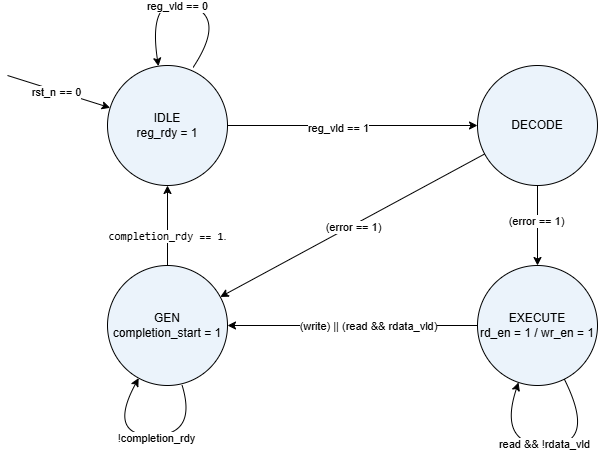 reg_vld == 0
rst_n == 0
IDLE
reg_rdy = 1
reg_vld == 1
DECODE
(error == 1)
(error == 1)
completion_rdy == 1.
GEN
completion_start = 1
(write) || (read && rdata_vld)
EXECUTE
rd_en = 1 / wr_en = 1
!completion_rdy
read && !rdata_vld